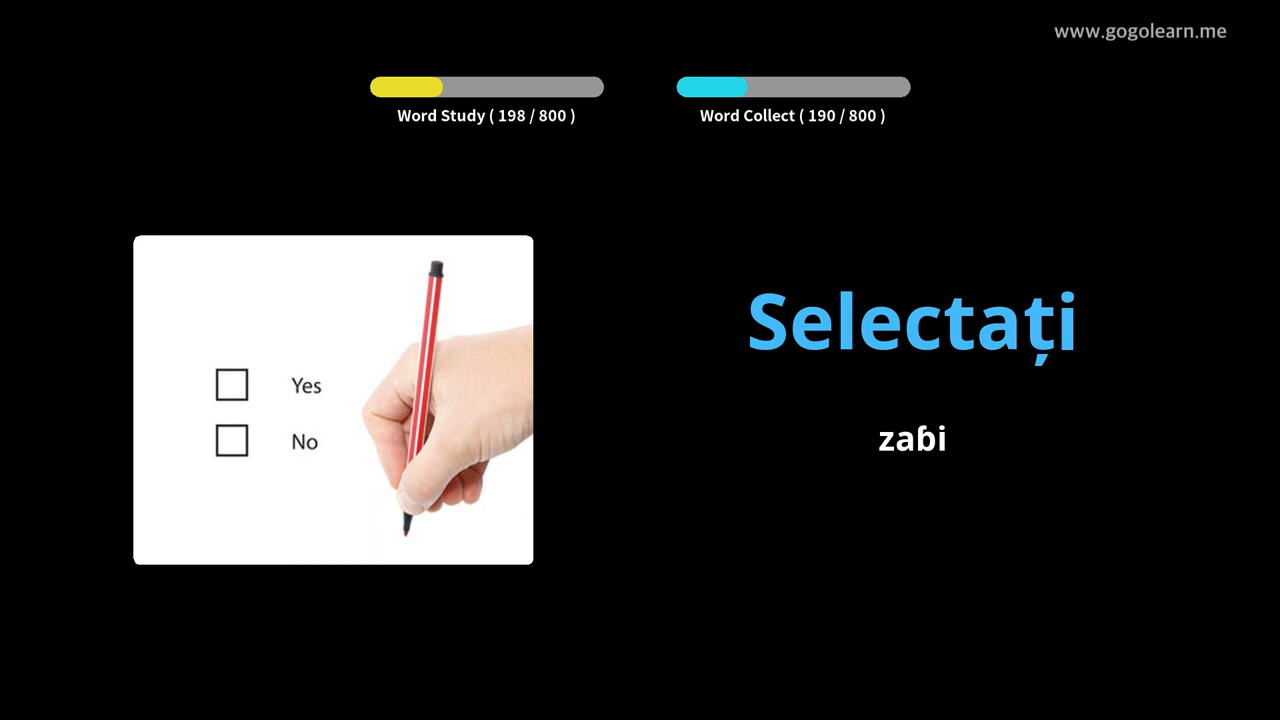 www.gogolearn.me
Word Study ( 198 / 800 )
Word Collect ( 190 / 800 )
Yes
No
Selectați
zaɓi